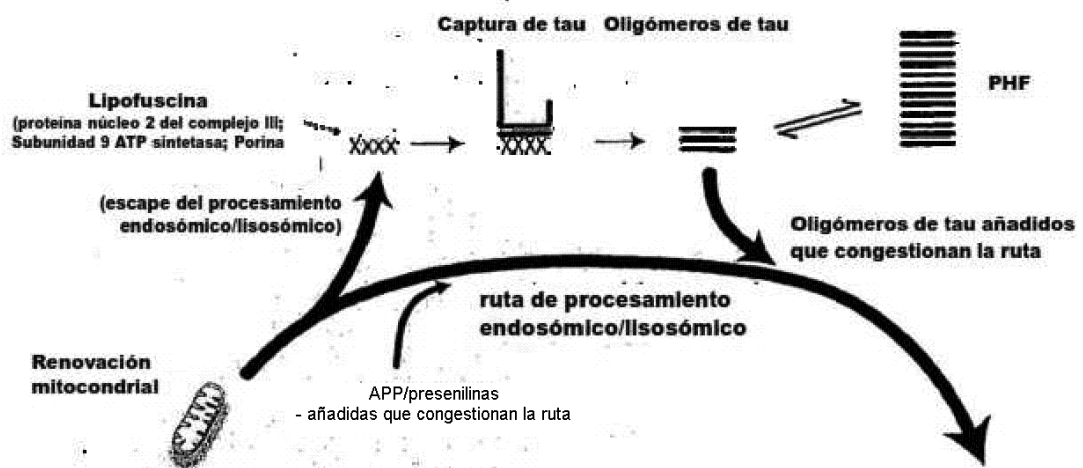 Captura de tau
Oligómeros de tau
PHF
Lipofuscina
(proteína núcleo 2 del complejo III;
Subunidad 9 ATP sintetasa; Porina
(escape del procesamiento
endosómico/lisosómico)
Oligómeros de tau añadidos
que congestionan la ruta
ruta de procesamiento
endosómico/lisosómico
Renovación
mitocondrial
APP/presenilinas
- añadidas que congestionan la ruta